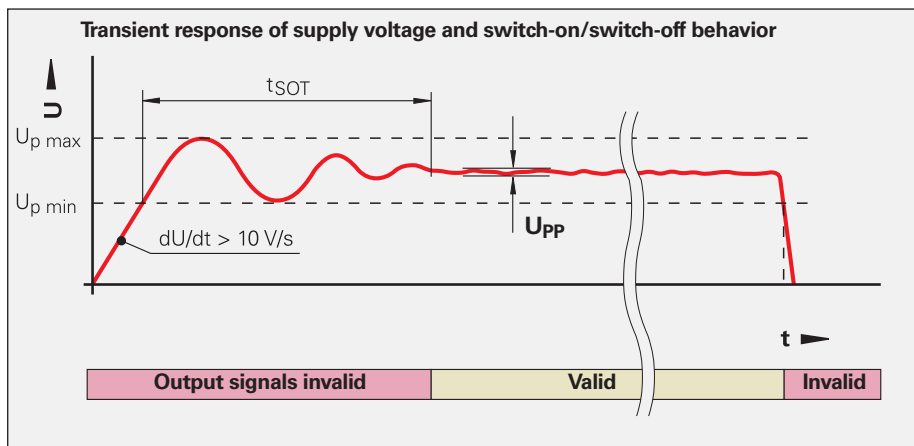 Transient response of supply voltage and switch-on/switch-off behavior
U
tSOT
Up max
Up min
dU/dt > 10 V/s
UPP
t
Output signals invalid
Valid
Invalid